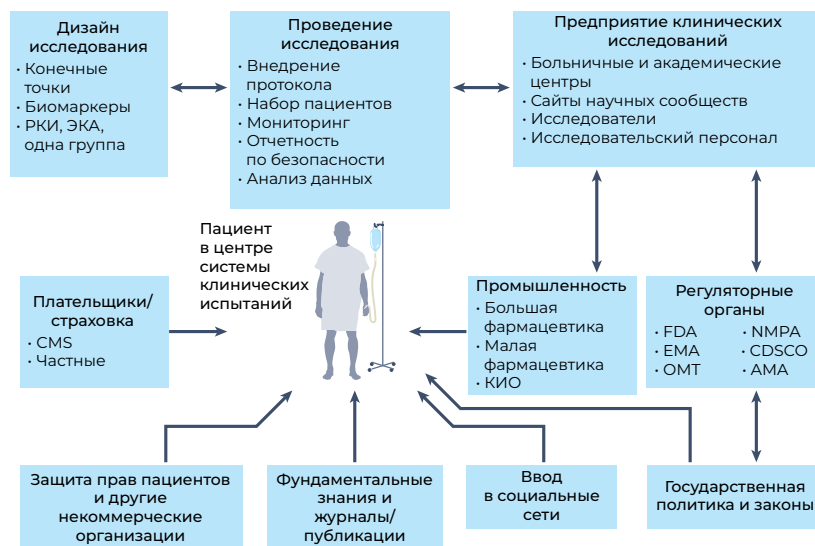 Дизайн
исследования
· Конечные
точки
· Биомаркеры
· РКИ, ЭКА,
одна группа
Проведение
исследования
· Внедрение
протокола
· Набор пациентов
· Мониторинг
· Отчетность
по безопасности
· Анализ данных
Предприятие клинических
исследований
· Больничные и академические
центры
· Сайты научных сообществ
· Исследователи
· Исследовательский персонал
Пациент
в центре
системы
клинических
испытаний
Плательщики/
страховка
· CMS
· Частные
Промышленность
· Большая
фармацевтика
· Малая
фармацевтика
· КИО
Регуляторные
органы
· FDA
· EMA
· OMT
· NMPA
· CDSCO
· AMA
Защита прав пациентов
и другие
некоммерческие
организации
Фундаментальные
знания и
журналы/
публикации
Ввод
в социальные
сети
Государственная
политика и законы